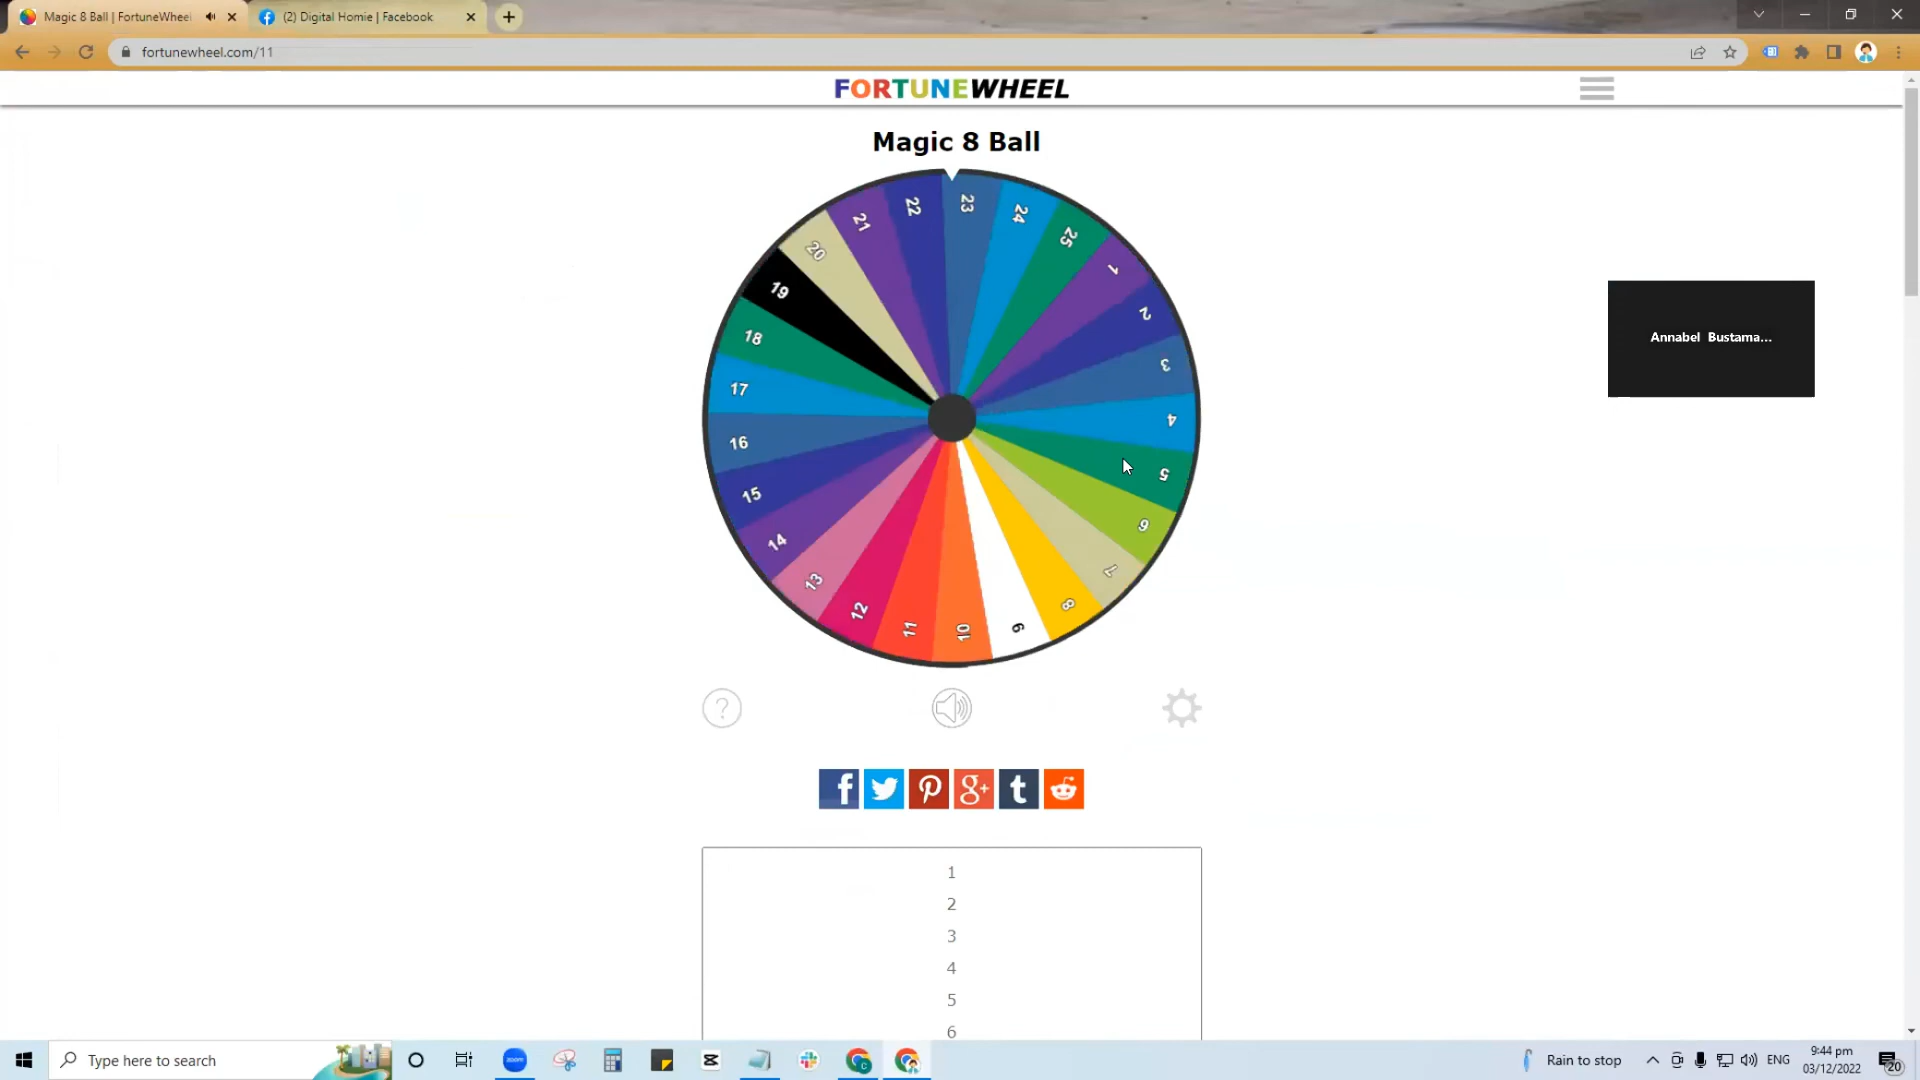 Magic 8 Ball | FortuneWheel
(2) Digital Homie | Facebook
fortunewheel.com/11
FORTUNEWHEEL
Magic 8 Ball
23
24
25
1
2
3
4
5
6
7
8
9
10
11
12
13
14
15
16
17
18
19
20
21
22
Annabel Bustama...
?
f
p
g+
t
1
2
3
4
5
6
Type here to search
zoom
Rain to stop
ENG
9:44 pm
03/12/2022
20